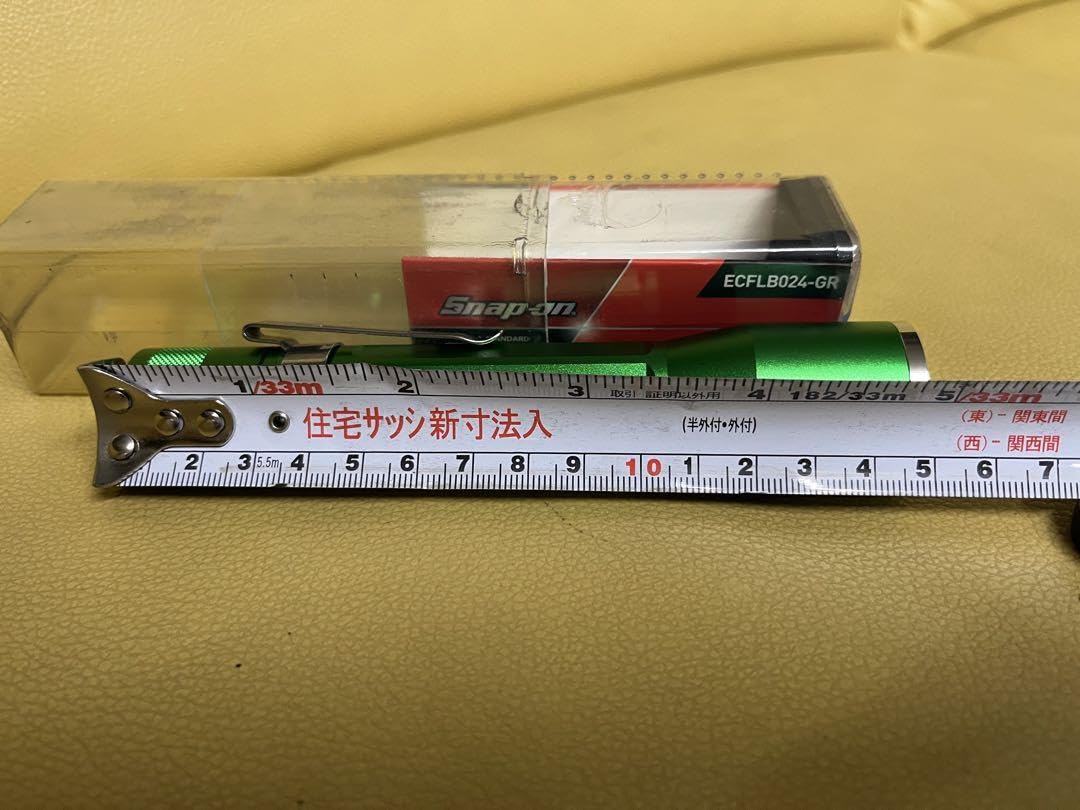 ECFLB024-GR
Snap-on
1/33m 2 3 取引 証明以外用 4 182/33m 5/33m
住宅サッシ新寸法入 (半外付・外付) (東)-関東間
(西)-関西間
2 3 5.5m 4 5 6 7 8 9 10 1 2 3 4 5 6 7